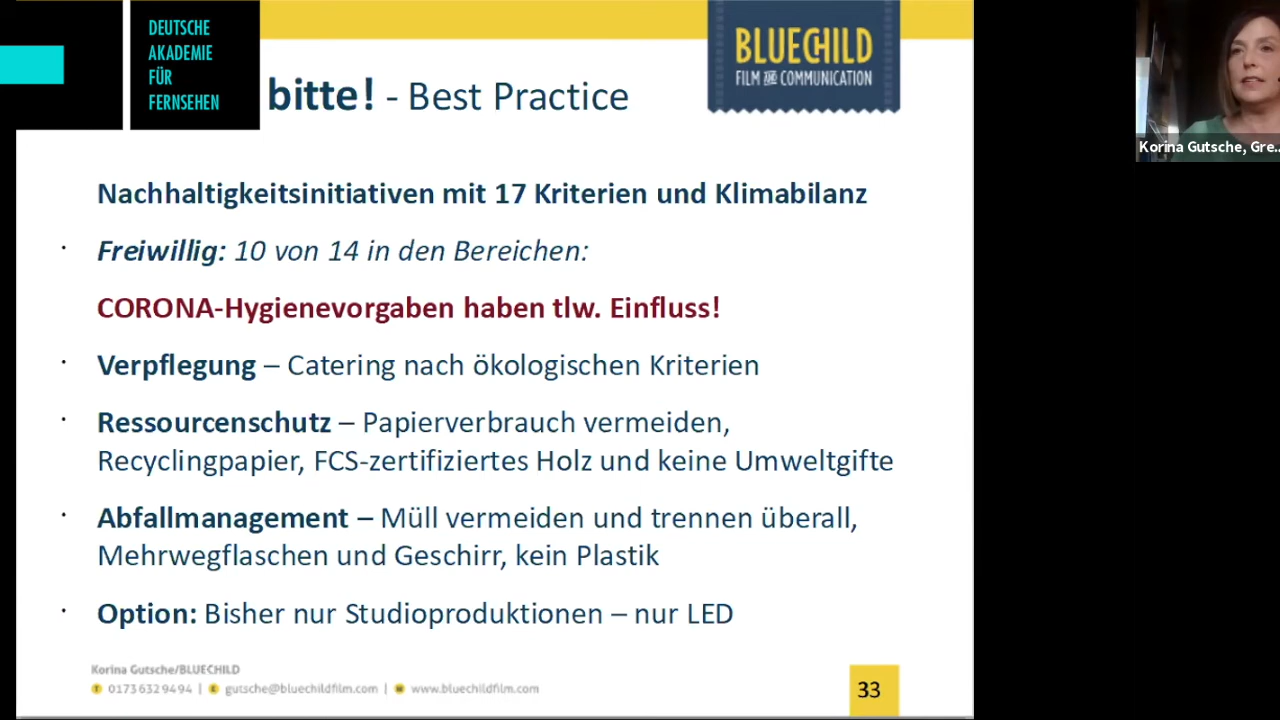 DEUTSCHE
AKADEMIE
FÜR
FERNSEHEN
BLUECHILD
FILM AND COMMUNICATION
bitte! - Best Practice
Korina Gutsche, Gre...
Nachhaltigkeitsinitiativen mit 17 Kriterien und Klimabilanz
· Freiwillig: 10 von 14 in den Bereichen:
CORONA-Hygienevorgaben haben tlw. Einfluss!
· Verpflegung – Catering nach ökologischen Kriterien
· Ressourcenschutz – Papierverbrauch vermeiden,
Recyclingpapier, FCS-zertifiziertes Holz und keine Umweltgifte
· Abfallmanagement – Müll vermeiden und trennen überall,
Mehrwegflaschen und Geschirr, kein Plastik
· Option: Bisher nur Studioproduktionen – nur LED
Korina Gutsche/BLUECHILD
T 01736329494 | E gutsche@bluechildfilm.com | W www.bluechildfilm.com
33